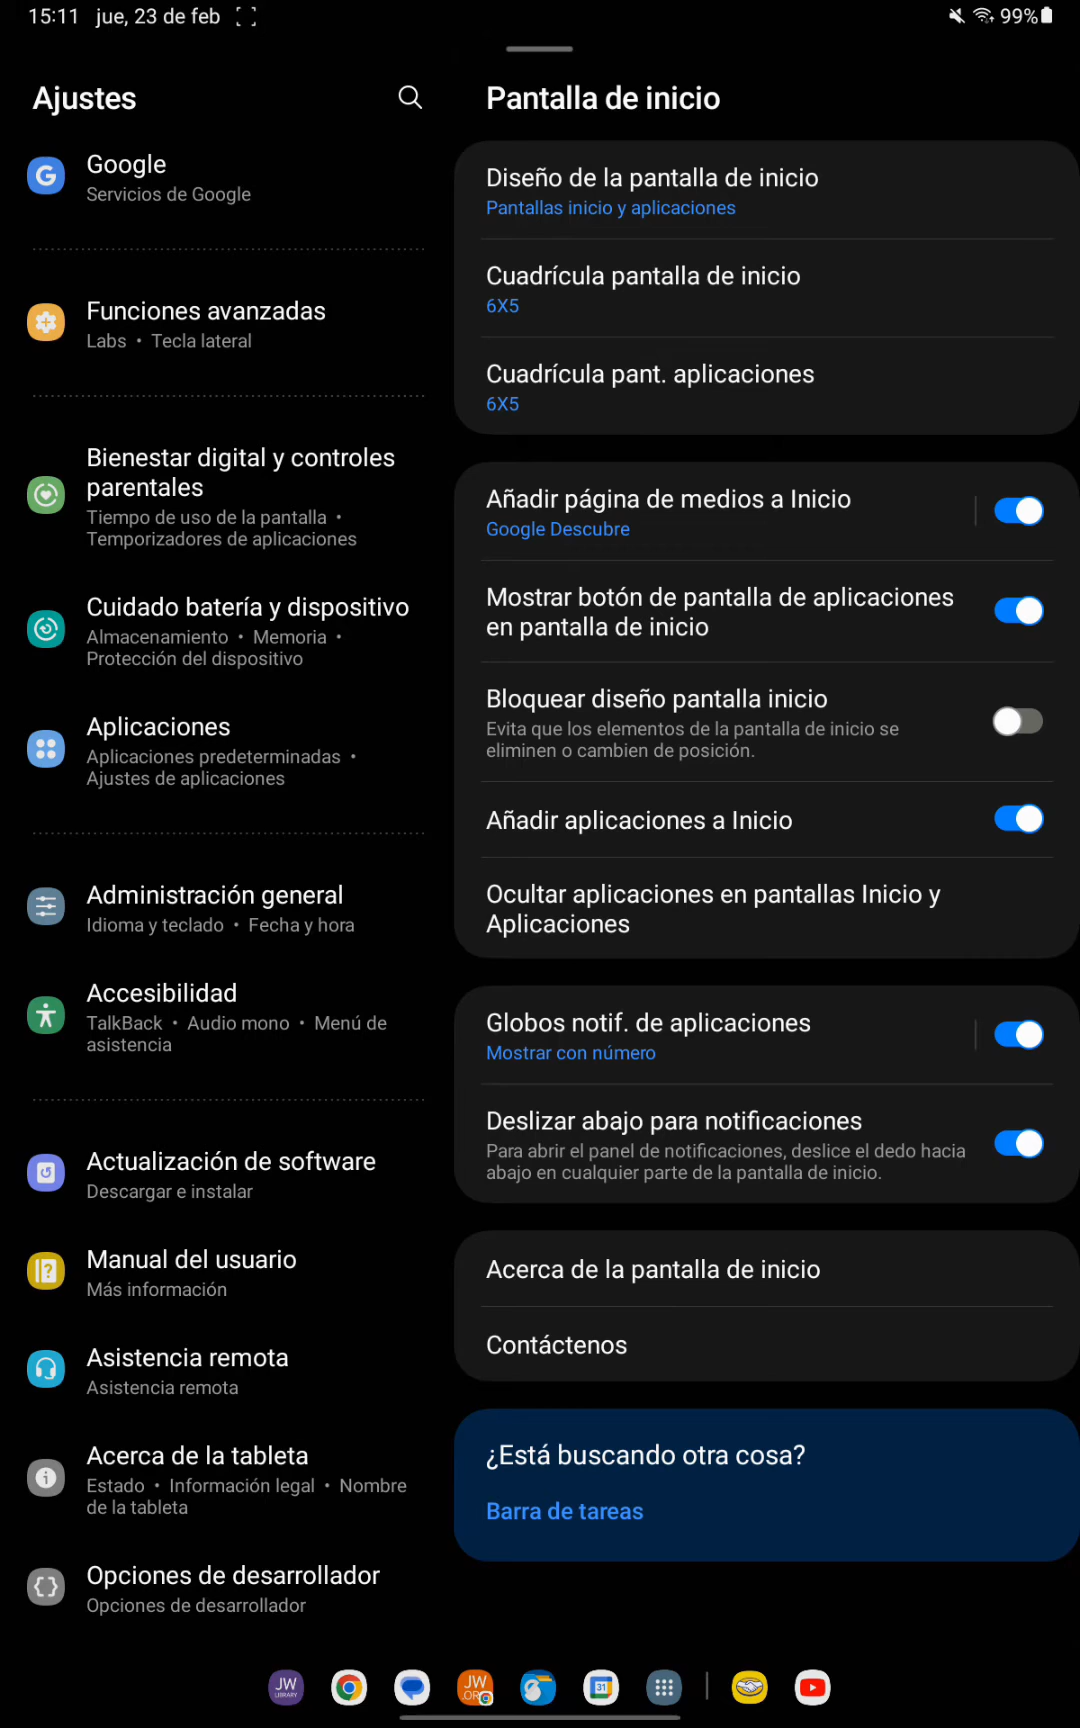 15:11 jue, 23 de feb 99%
Ajustes
Google
Servicios de Google
Funciones avanzadas
Labs • Tecla lateral
Bienestar digital y controles
parentales
Tiempo de uso de la pantalla •
Temporizadores de aplicaciones
Cuidado batería y dispositivo
Almacenamiento • Memoria •
Protección del dispositivo
Aplicaciones
Aplicaciones predeterminadas •
Ajustes de aplicaciones
Administración general
Idioma y teclado • Fecha y hora
Accesibilidad
TalkBack • Audio mono • Menú de
asistencia
Actualización de software
Descargar e instalar
Manual del usuario
Más información
Asistencia remota
Asistencia remota
Acerca de la tableta
Estado • Información legal • Nombre
de la tableta
Opciones de desarrollador
Opciones de desarrollador
Pantalla de inicio
Diseño de la pantalla de inicio
Pantallas inicio y aplicaciones
Cuadrícula pantalla de inicio
6X5
Cuadrícula pant. aplicaciones
6X5
Añadir página de medios a Inicio
Google Descubre
Mostrar botón de pantalla de aplicaciones
en pantalla de inicio
Bloquear diseño pantalla inicio
Evita que los elementos de la pantalla de inicio se
eliminen o cambien de posición.
Añadir aplicaciones a Inicio
Ocultar aplicaciones en pantallas Inicio y
Aplicaciones
Globos notif. de aplicaciones
Mostrar con número
Deslizar abajo para notificaciones
Para abrir el panel de notificaciones, deslice el dedo hacia
abajo en cualquier parte de la pantalla de inicio.
Acerca de la pantalla de inicio
Contáctenos
¿Está buscando otra cosa?
Barra de tareas
JW
LIBRARY
JW
.ORG
31